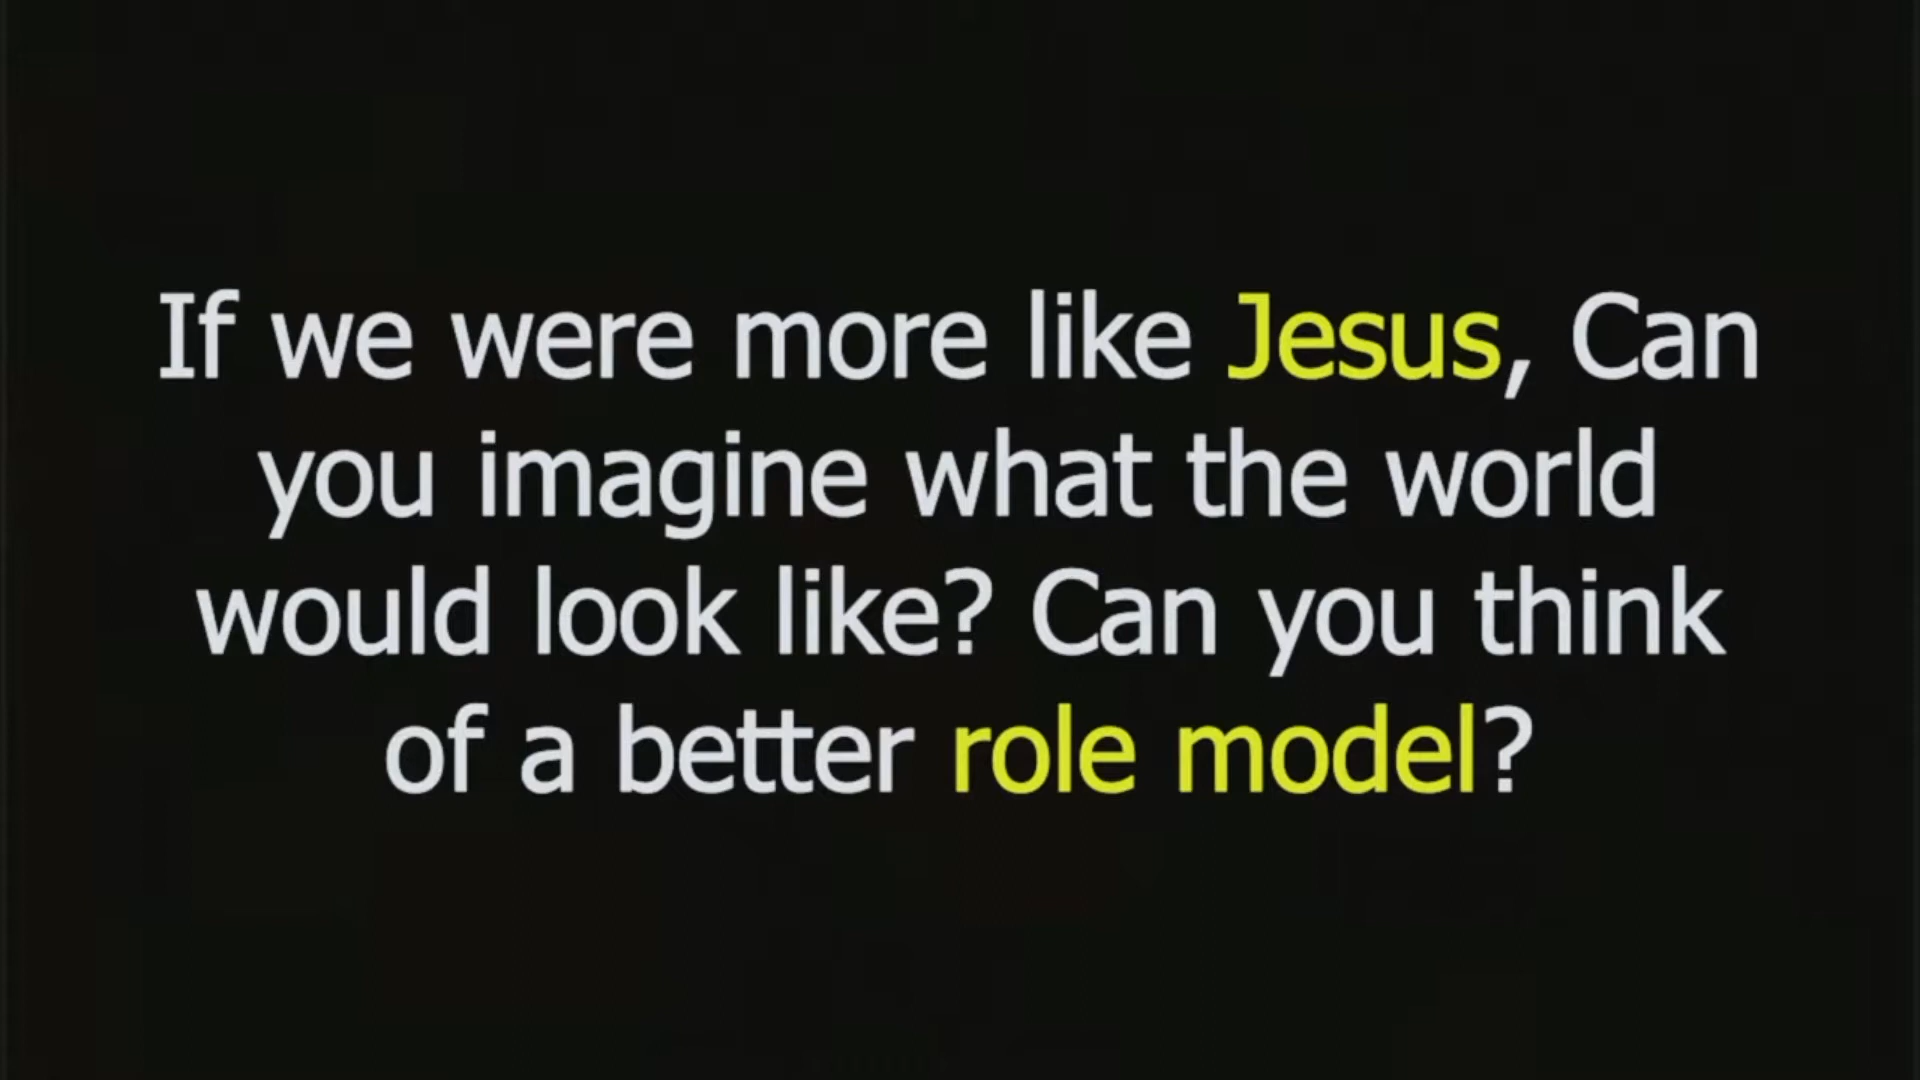 If we were more like Jesus, Can
you imagine what the world
would look like? Can you think
of a better role model?